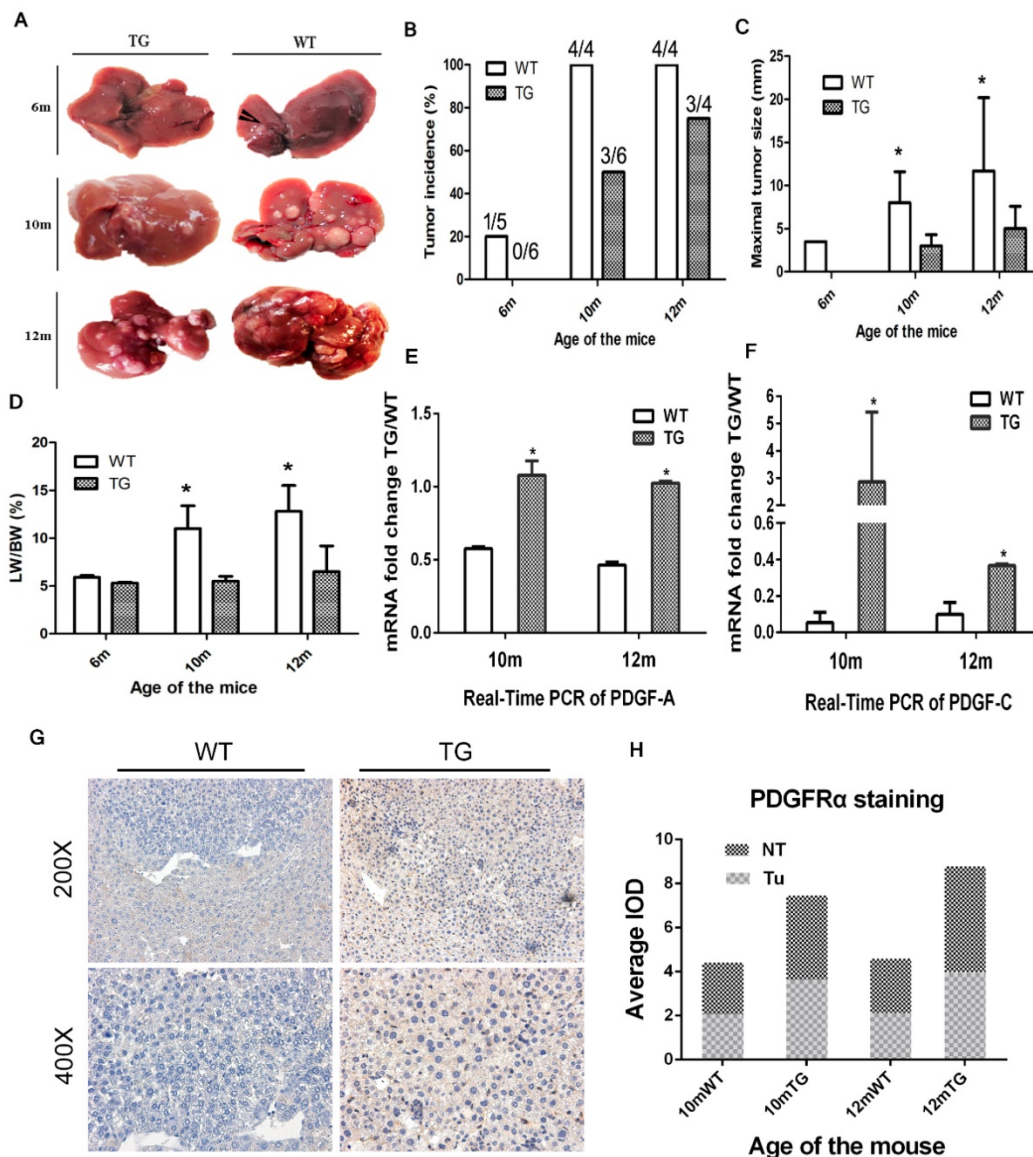 A
TG
WT
6m
10m
12m
B
Tumor incidence (%)
100
80
60
40
20
0
WT
TG
1/5
0/6
4/4
3/6
4/4
3/4
6m
10m
12m
Age of the mice
C
Maximal tumor size (mm)
25
20
15
10
5
0
WT
TG
*
*
6m
10m
12m
Age of the mice
D
LW/BW (%)
20
15
10
5
0
WT
TG
*
*
6m
10m
12m
Age of the mice
E
mRNA fold change TG/WT
1.5
1.0
0.5
0.0
WT
TG
*
*
10m
12m
Real-Time PCR of PDGF-A
F
mRNA fold change TG/WT
6
5
4
3
2
0.6
0.4
0.2
0.0
WT
TG
*
*
10m
12m
Real-Time PCR of PDGF-C
G
WT
TG
200X
400X
H
PDGFRα staining
Average IOD
10
8
6
4
2
0
NT
Tu
10mWT
10mTG
12mWT
12mTG
Age of the mouse